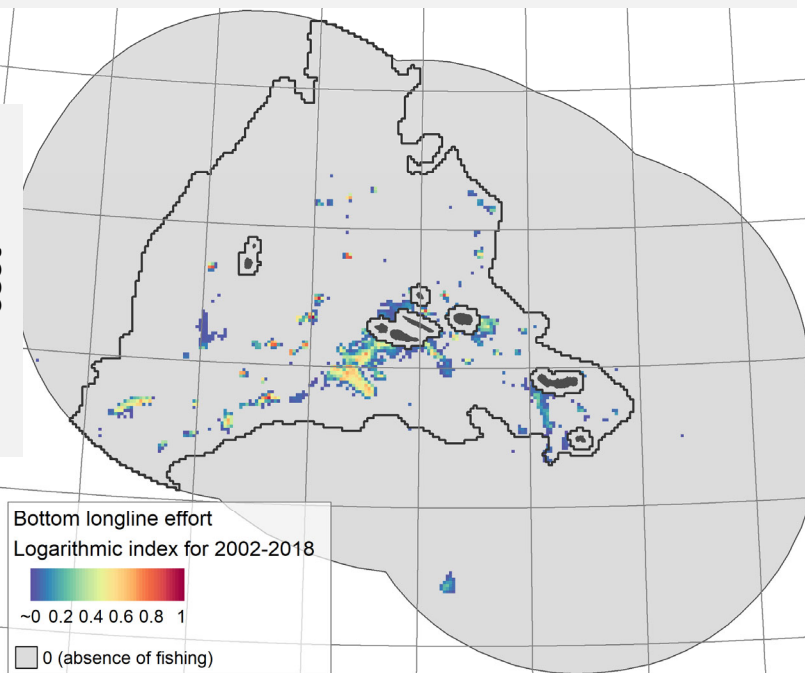 Bottom longline effort
Logarithmic index for 2002-2018
~0 0.2 0.4 0.6 0.8 1
0 (absence of fishing)